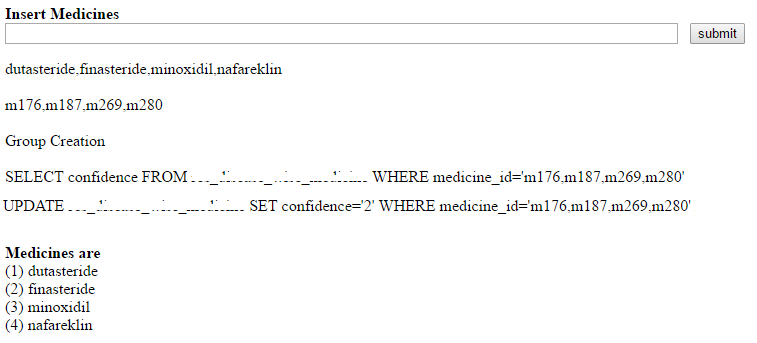 Insert Medicines
submit
dutasteride,finasteride,minoxidil,nafareklin
m176,m187,m269,m280
Group Creation
SELECT confidence FROM WHERE medicine_id='m176,m187,m269,m280'
UPDATE SET confidence='2' WHERE medicine_id='m176,m187,m269,m280'
Medicines are
(1) dutasteride
(2) finasteride
(3) minoxidil
(4) nafareklin